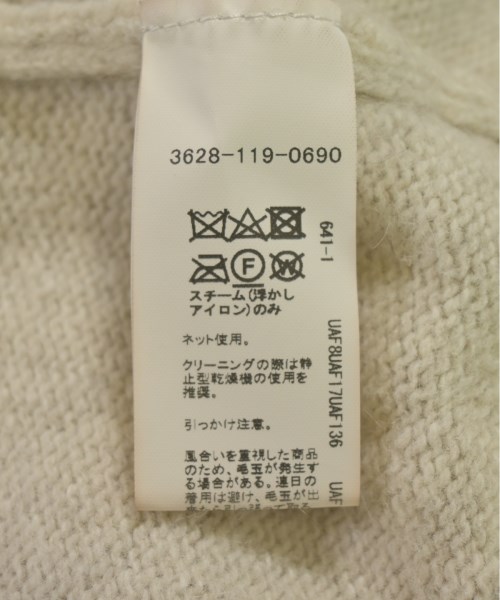 3628-119-0690
641-1
F
W
スチーム(浮かし
アイロン)のみ
ネット使用。
クリーニングの際は静
止型乾燥機の使用を
推奨。
引っかけ注意。
風合いを重視した商品
のため、毛玉が発生す
る場合がある。連日の
着用は避け、毛玉が出
UAF8UAF17UAF136
UAF